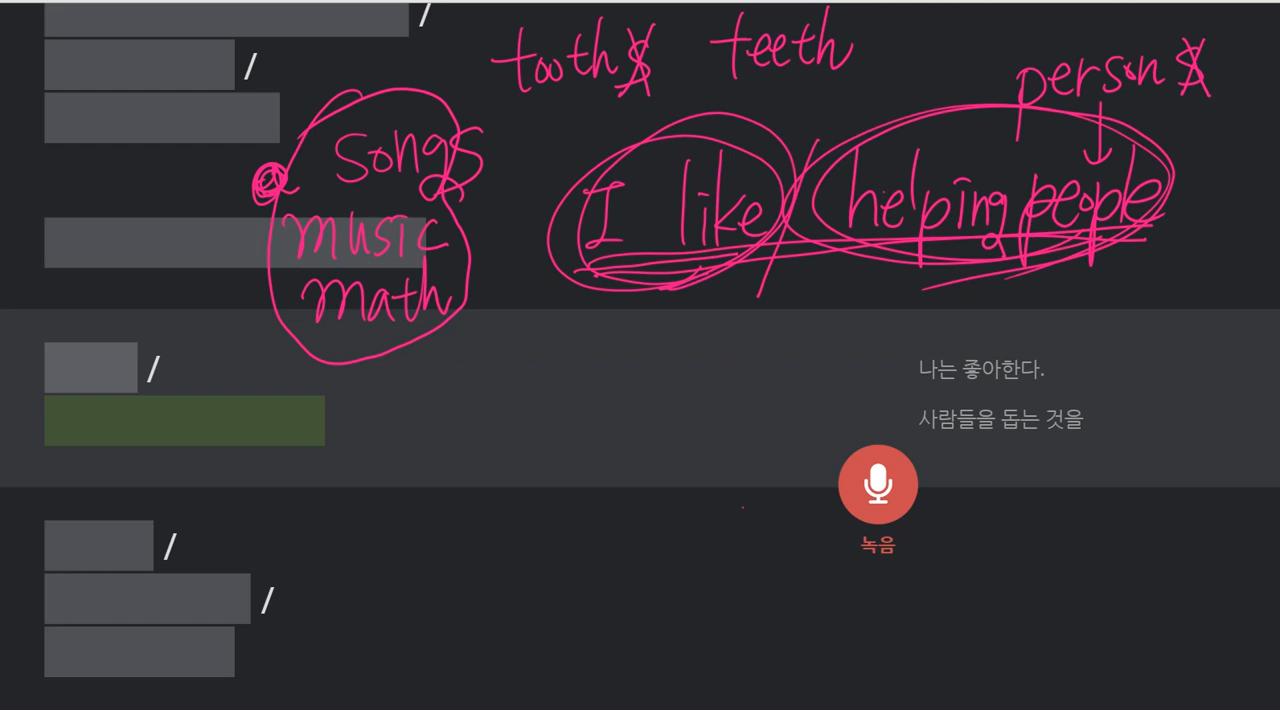 /
tooths teeth
/
persons
a songs
I like / helping people
music
math
/
나는 좋아한다.
사람들을 돕는 것을
/
녹음
/